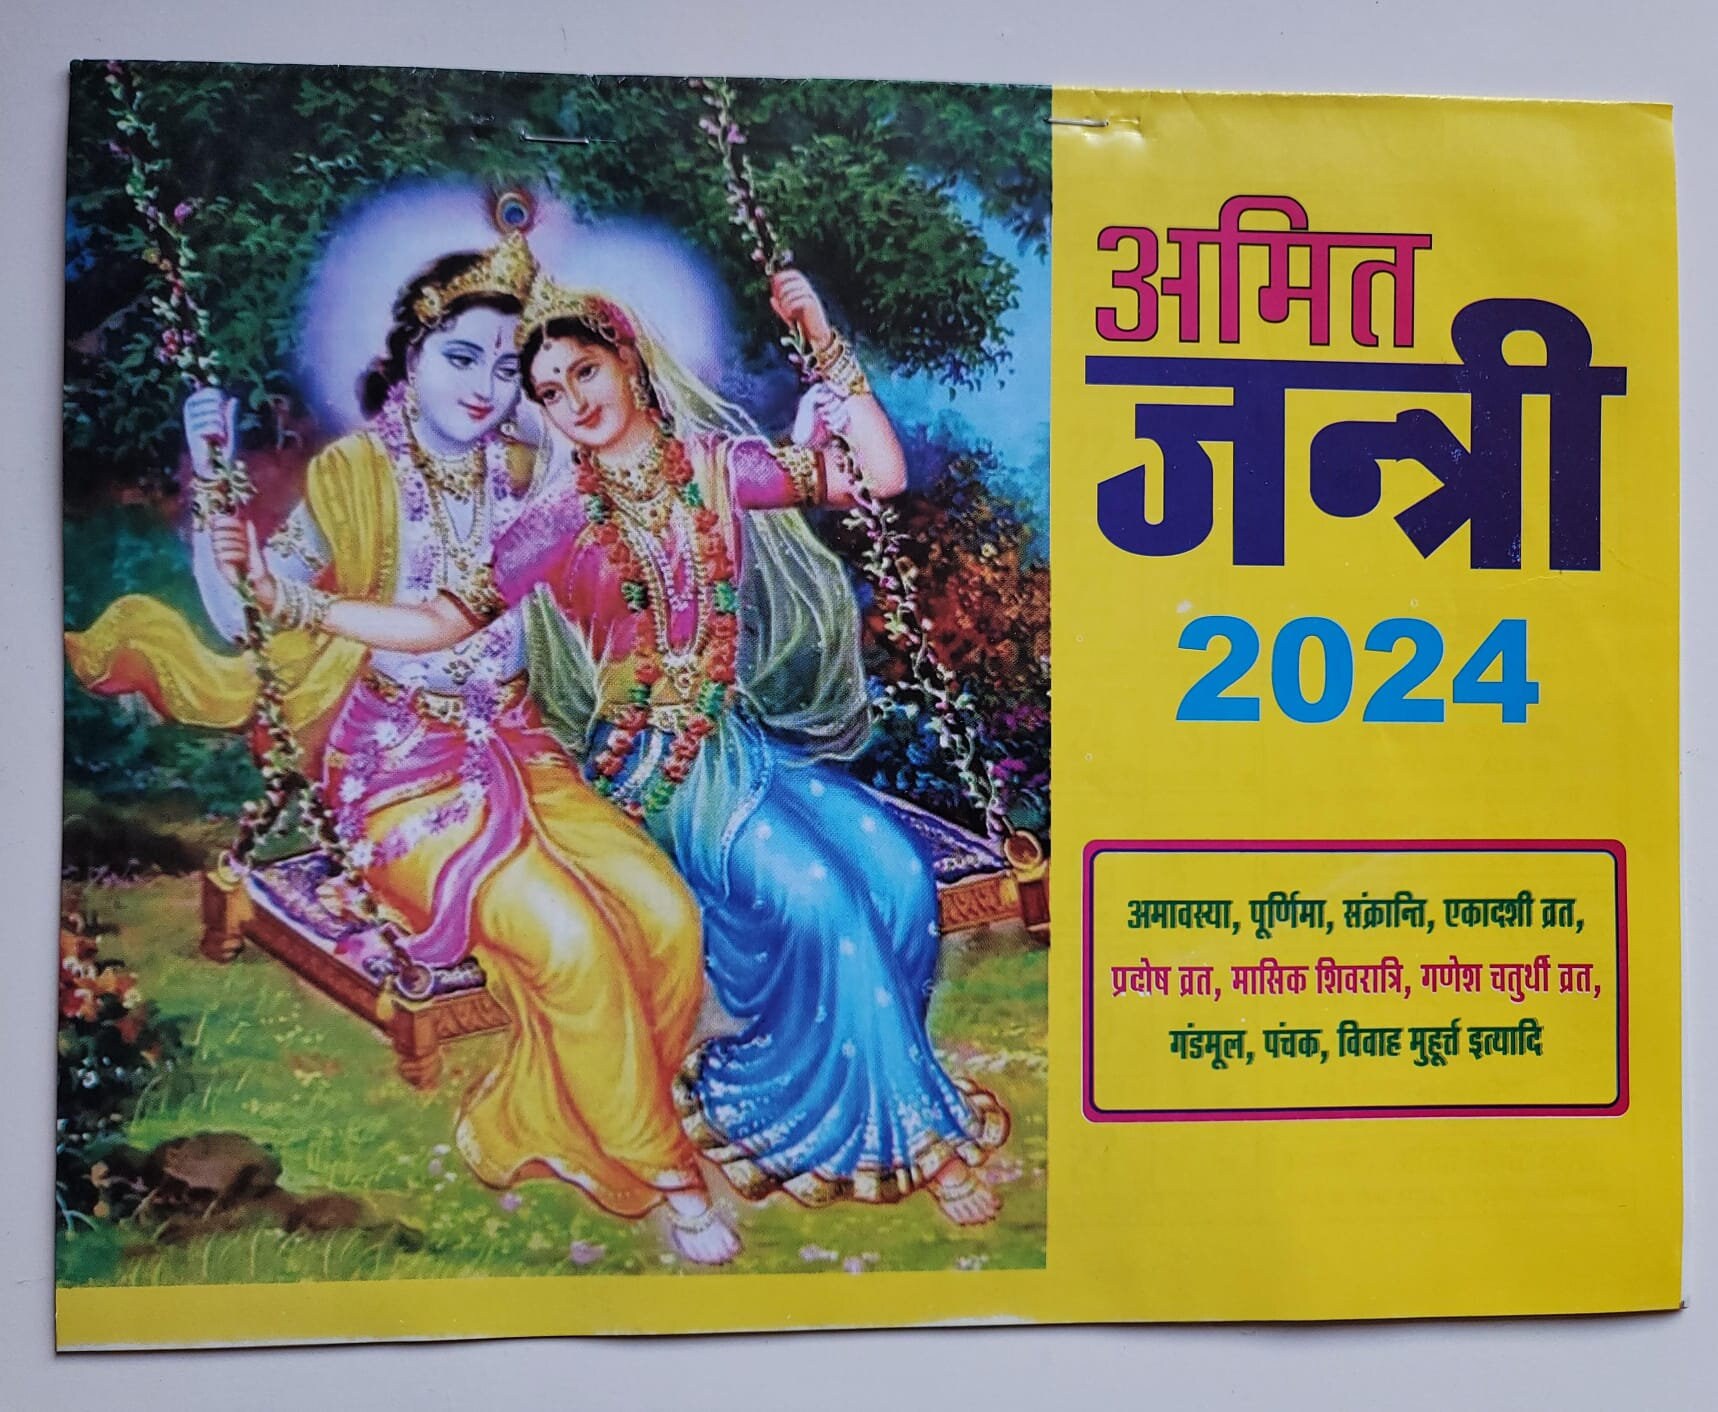 अमित
जन्त्री
2024
अमावस्या, पूर्णिमा, संक्रान्ति, एकादशी व्रत,
प्रदोष व्रत, मासिक शिवरात्रि, गणेश चतुर्थी व्रत,
गंडमूल, पंचक, विवाह मुहूर्त्त इत्यादि